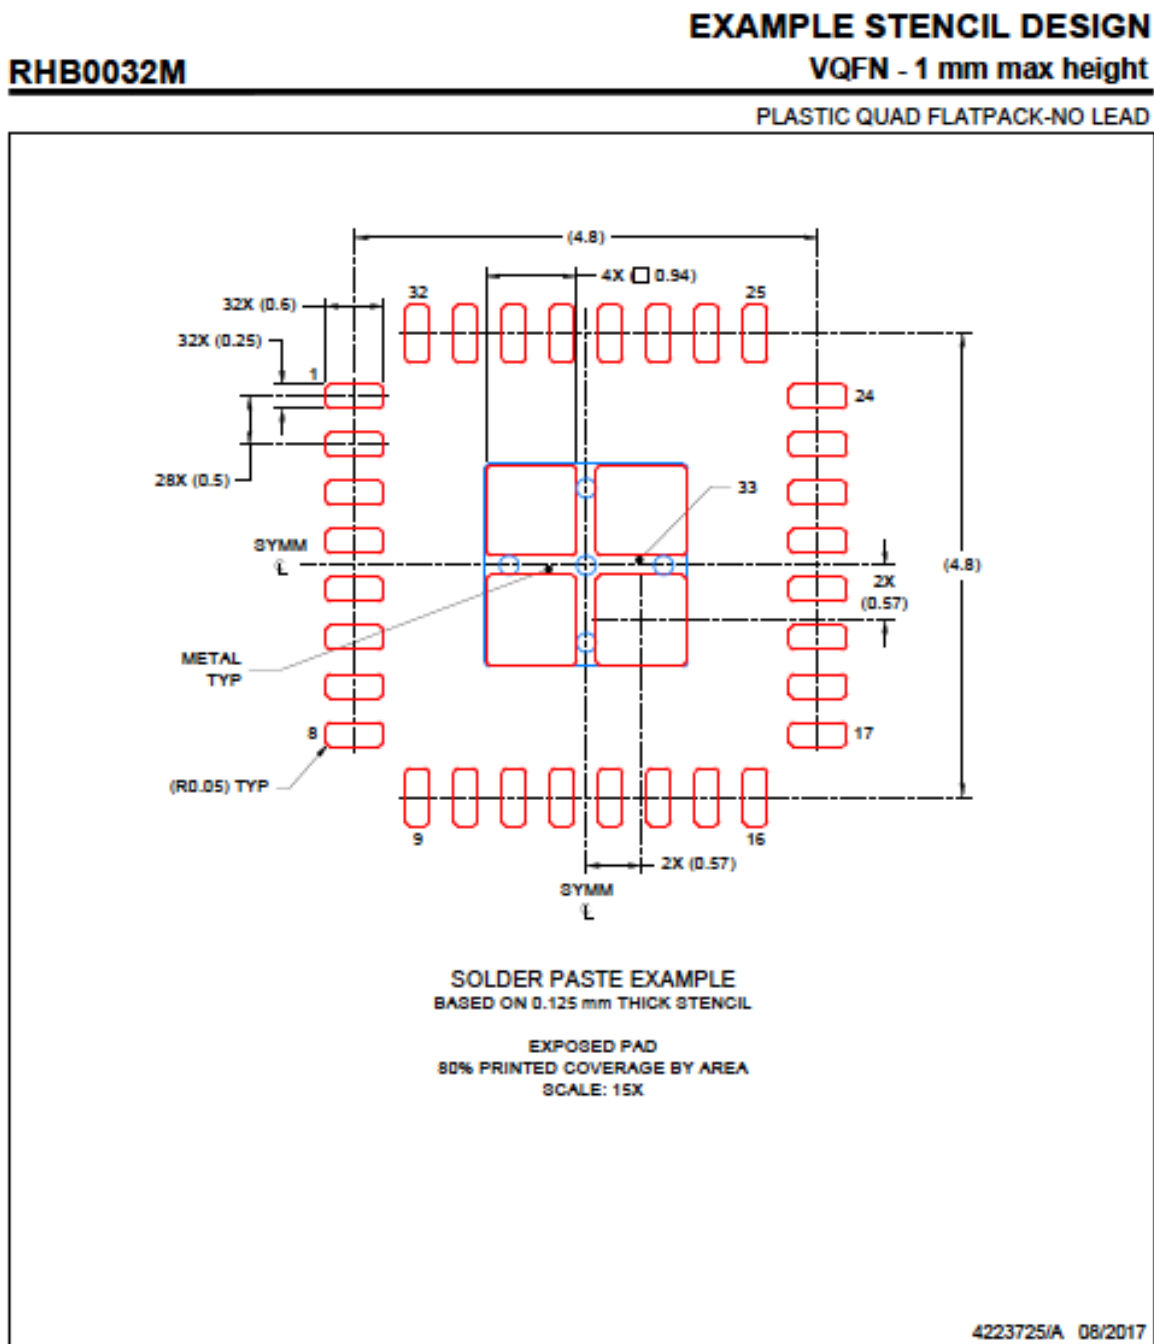 EXAMPLE STENCIL DESIGN
RHB0032M
VQFN - 1 mm max height
PLASTIC QUAD FLATPACK-NO LEAD
(4.8)
4X (□ 0.94)
32X (0.6)
32
25
32X (0.25)
1
24
28X (0.5)
33
SYMM
℄
2X
(0.57)
(4.8)
METAL
TYP
8
17
(R0.05) TYP
9
16
2X (0.57)
SYMM
℄
SOLDER PASTE EXAMPLE
BASED ON 0.125 mm THICK STENCIL
EXPOSED PAD
80% PRINTED COVERAGE BY AREA
SCALE: 15X
4223725/A 08/2017